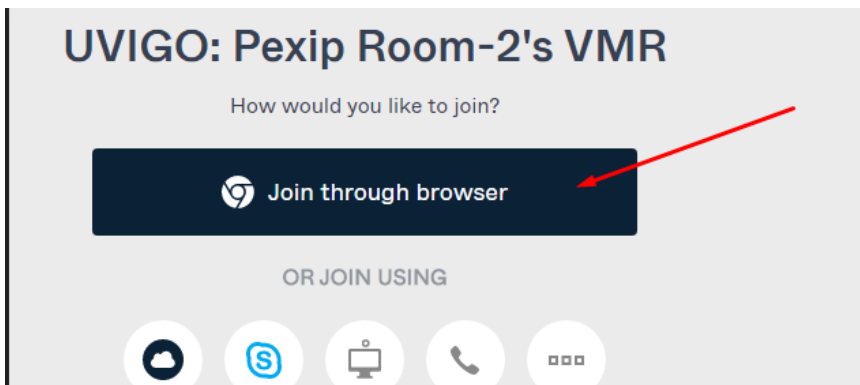 UVIGO: Pexip Room-2's VMR
How would you like to join?
Join through browser
OR JOIN USING